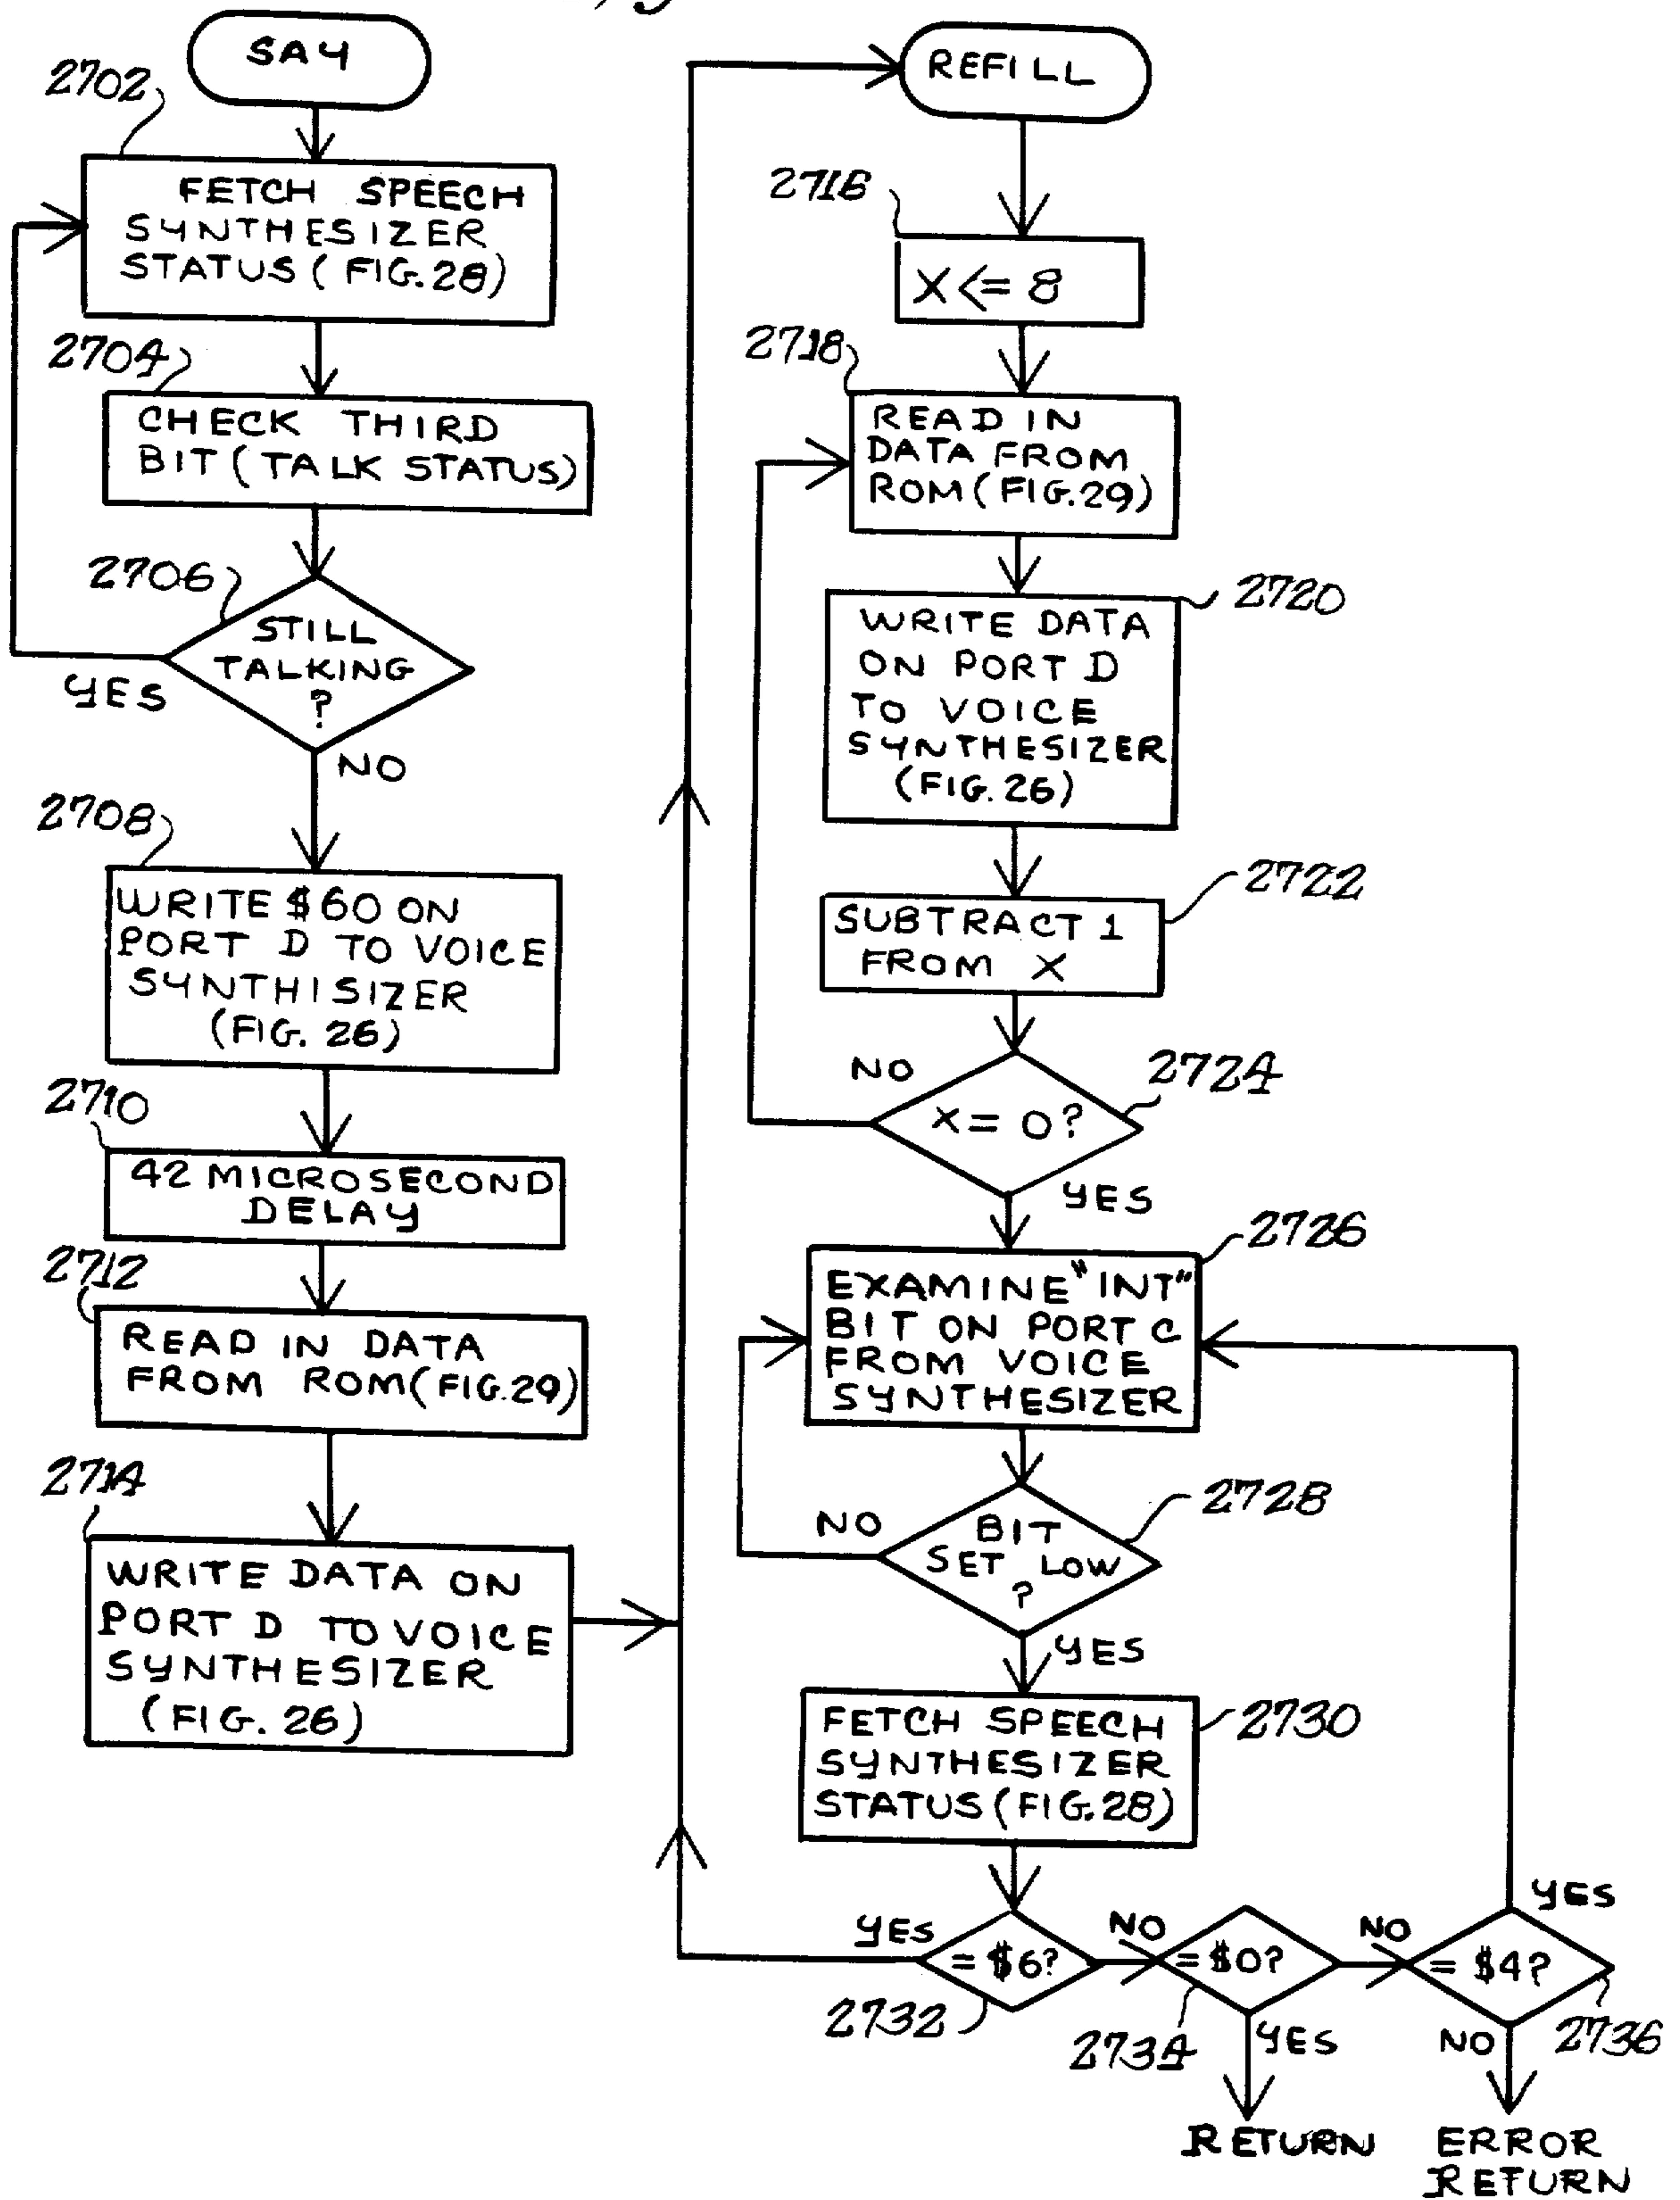 SAY
2702
FETCH SPEECH
SYNTHESIZER
STATUS (FIG. 28)
2704
CHECK THIRD
BIT (TALK STATUS)
2706
STILL
TALKING
?
YES
NO
2708
WRITE $60 ON
PORT D TO VOICE
SYNTHISIZER
(FIG. 26)
2710
42 MICROSECOND
DELAY
2712
READ IN DATA
FROM ROM (FIG. 29)
2714
WRITE DATA ON
PORT D TO VOICE
SYNTHESIZER
(FIG. 26)
REFILL
2716
X <= 8
2718
READ IN
DATA FROM
ROM (FIG. 29)
2720
WRITE DATA
ON PORT D
TO VOICE
SYNTHESIZER
(FIG. 26)
2722
SUBTRACT 1
FROM X
2724
NO
X = 0?
YES
2726
EXAMINE "INT"
BIT ON PORT C
FROM VOICE
SYNTHESIZER
2728
NO
BIT
SET LOW
?
YES
2730
FETCH SPEECH
SYNTHESIZER
STATUS (FIG. 28)
YES
= $6?
2732
NO
= $0?
2734
YES
RETURN
NO
= $4?
2736
YES
NO
ERROR
RETURN